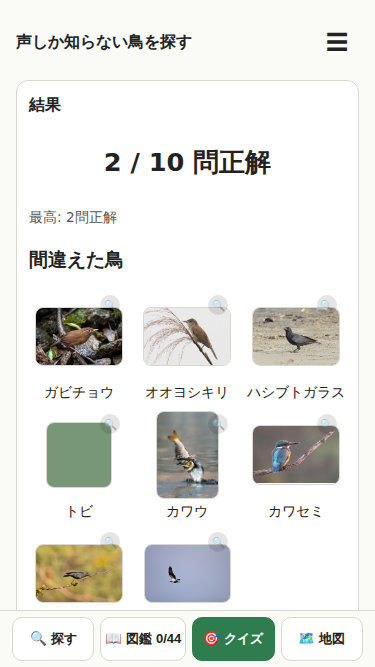 声しか知らない鳥を探す
結果
2 / 10 問正解
最高: 2問正解
間違えた鳥
ガビチョウ
オオヨシキリ
ハシブトガラス
トビ
カワウ
カワセミ
🔍 探す
📖 図鑑 0/44
🎯 クイズ
🗺️ 地図